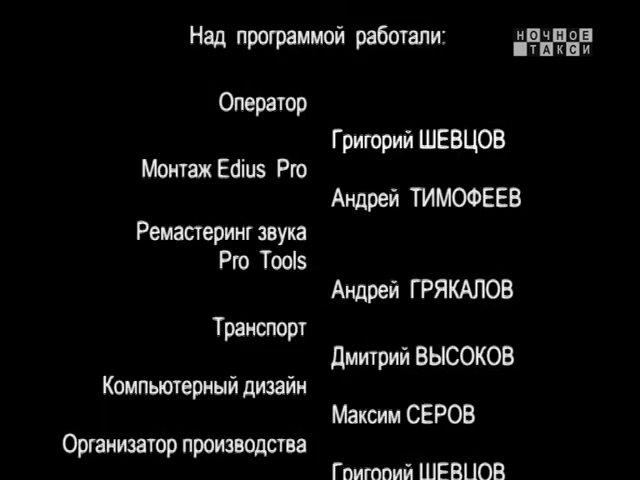 Над программой работали:
НОЧНОЕ
ТАКСИ
Оператор
Григорий ШЕВЦОВ
Монтаж Edius Pro
Андрей ТИМОФЕЕВ
Ремастеринг звука
Pro Tools
Андрей ГРЯКАЛОВ
Транспорт
Дмитрий ВЫСОКОВ
Компьютерный дизайн
Максим СЕРОВ
Организатор производства
Григорий ШЕВЦОВ